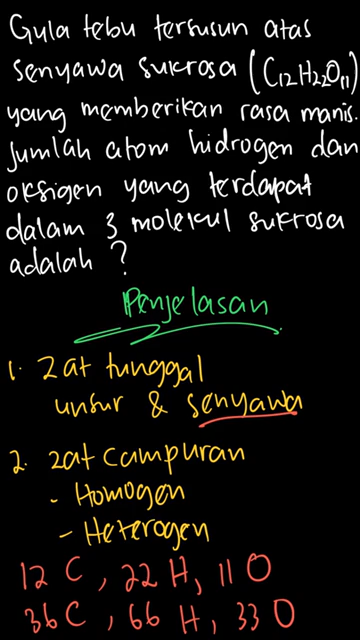 Gula tebu tersusun atas
senyawa sukrosa (C12H22O11)
yang memberikan rasa manis.
Jumlah atom hidrogen dan
oksigen yang terdapat
dalam 3 molekul sukrosa
adalah ?
Penjelasan
1. Zat tunggal
unsur & senyawa
2. Zat campuran
- Homogen
- Heterogen
12 C, 22 H, 11 O
36 C, 66 H, 33 O